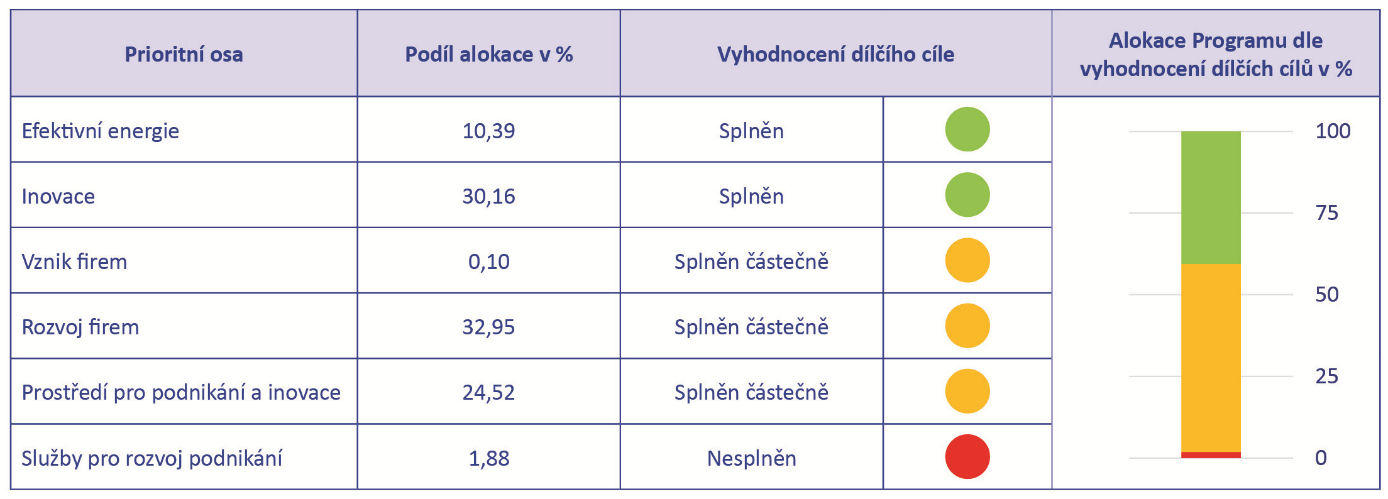 Prioritní osa
Podíl alokace v %
Vyhodnocení dílčího cíle
Alokace Programu dle
vyhodnocení dílčích cílů v %
Efektivní energie
10,39
Splněn
Inovace
30,16
Splněn
Vznik firem
0,10
Splněn částečně
Rozvoj firem
32,95
Splněn částečně
Prostředí pro podnikání a inovace
24,52
Splněn částečně
Služby pro rozvoj podnikání
1,88
Nesplněn
100
75
50
25
0